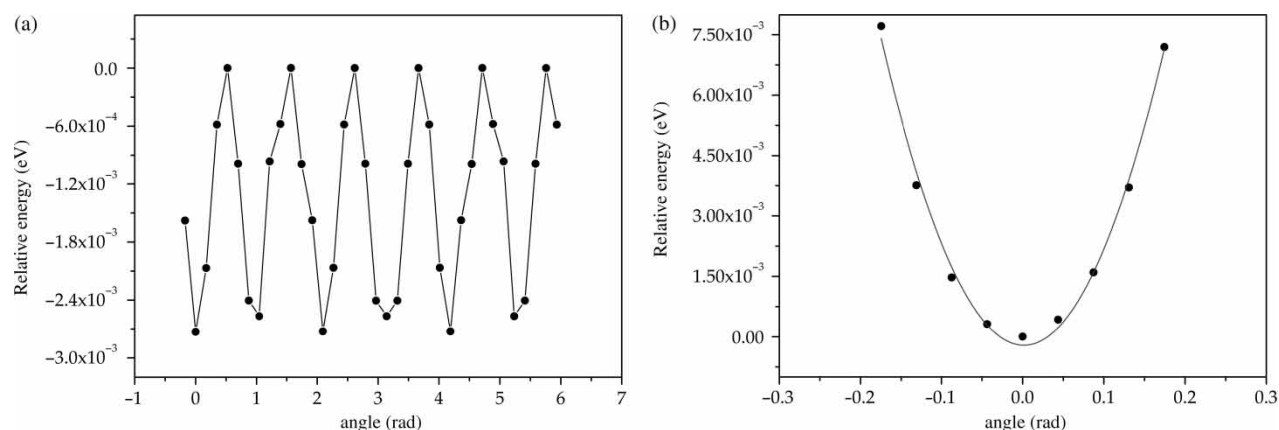 (a)
Relative energy (eV)
0.0
−6.0x10⁻⁴
−1.2x10⁻³
−1.8x10⁻³
−2.4x10⁻³
−3.0x10⁻³
−1 0 1 2 3 4 5 6 7
angle (rad)
(b)
Relative energy (eV)
7.50x10⁻³
6.00x10⁻³
4.50x10⁻³
3.00x10⁻³
1.50x10⁻³
0.00
−0.3 −0.2 −0.1 0.0 0.1 0.2 0.3
angle (rad)